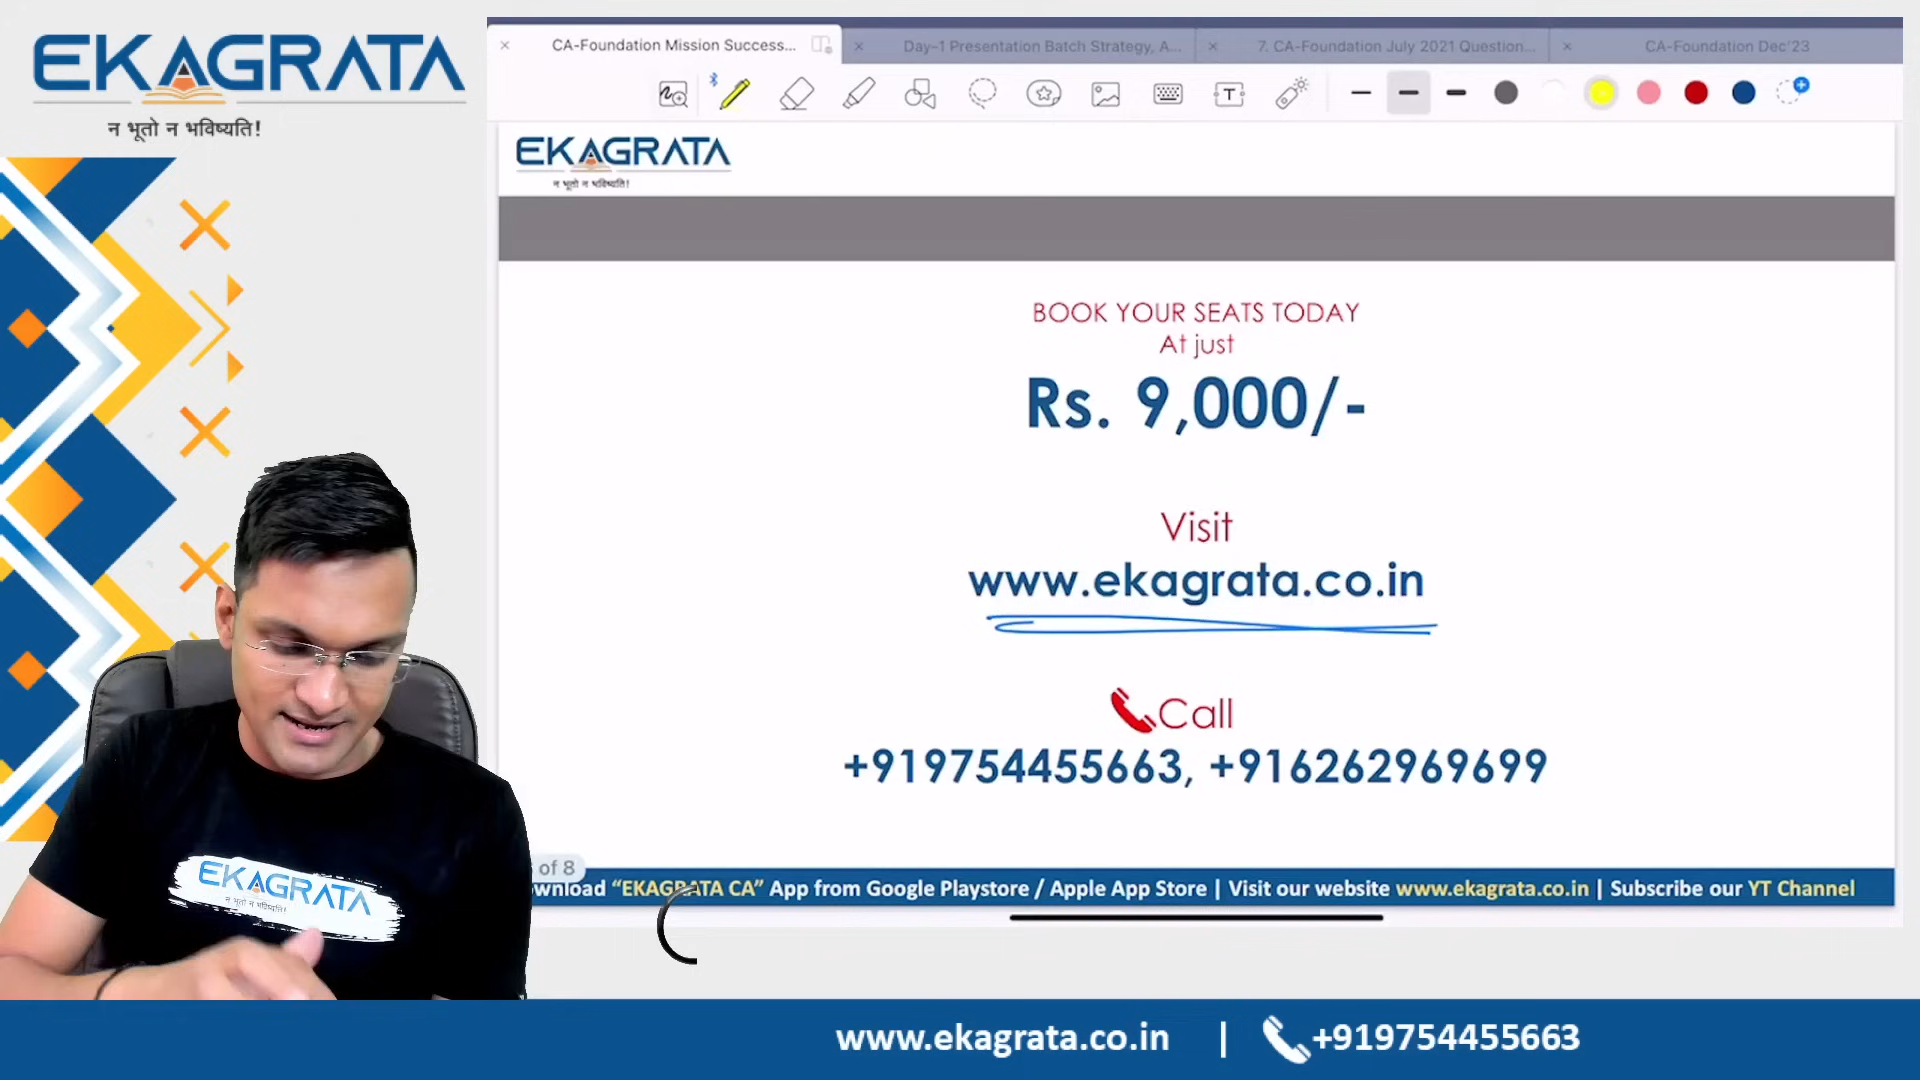 EKAGRATA
न भूतो न भविष्यति!
CA-Foundation Mission Success...
Day-1 Presentation Batch Strategy, A...
7. CA-Foundation July 2021 Question...
CA-Foundation Dec'23
T
EKAGRATA
न भूतो न भविष्यति!
BOOK YOUR SEATS TODAY
At just
Rs. 9,000/-
Visit
www.ekagrata.co.in
Call
+919754455663, +916262969699
of 8
wnload “EKAGRATA CA” App from Google Playstore / Apple App Store | Visit our website www.ekagrata.co.in | Subscribe our YT Channel
EKAGRATA
न भूतो न भविष्यति!
www.ekagrata.co.in | +919754455663